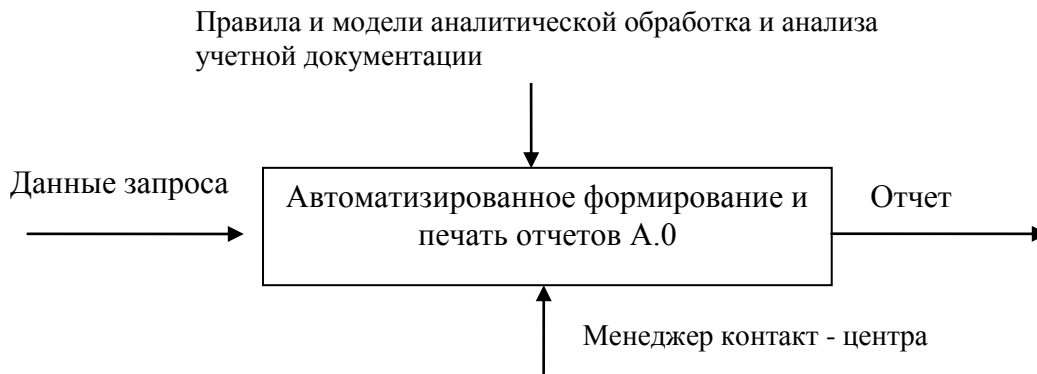 Правила и модели аналитической обработка и анализа
учетной документации
Данные запроса
Автоматизированное формирование и
печать отчетов А.0
Отчет
Менеджер контакт - центра